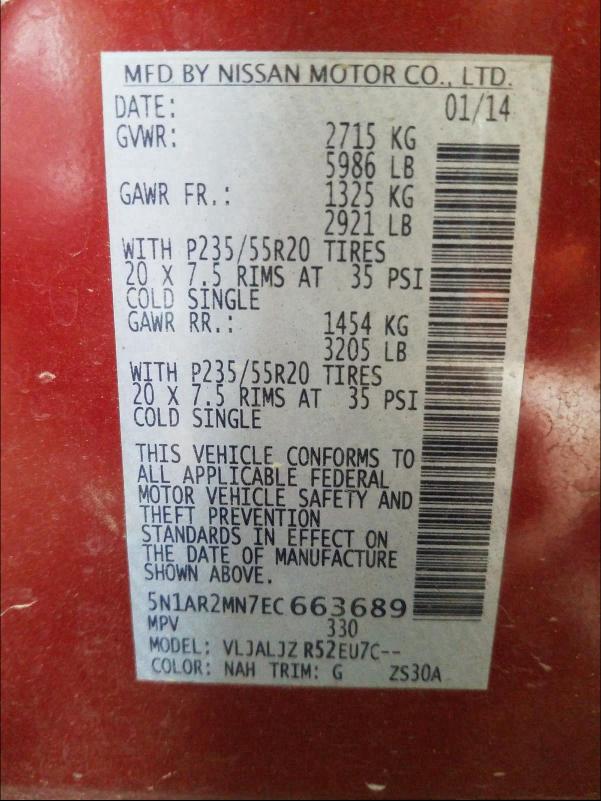 MFD BY NISSAN MOTOR CO., LTD.
DATE: 01/14
GVWR: 2715 KG
5986 LB
GAWR FR.: 1325 KG
2921 LB
WITH P235/55R20 TIRES
20 X 7.5 RIMS AT 35 PSI
COLD SINGLE
GAWR RR.: 1454 KG
3205 LB
WITH P235/55R20 TIRES
20 X 7.5 RIMS AT 35 PSI
COLD SINGLE
THIS VEHICLE CONFORMS TO
ALL APPLICABLE FEDERAL
MOTOR VEHICLE SAFETY AND
THEFT PREVENTION
STANDARDS IN EFFECT ON
THE DATE OF MANUFACTURE
SHOWN ABOVE.
5N1AR2MN7EC663689
MPV 330
MODEL: VLJALJZ R52EU7C--
COLOR: NAH TRIM: G ZS30A